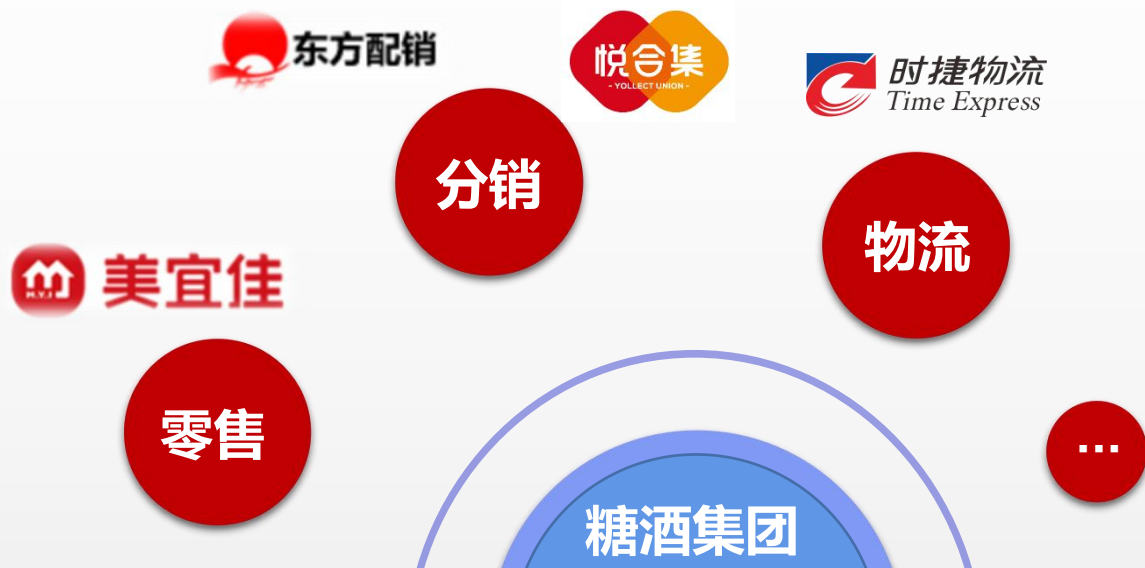 东方配销
悦合集
- YOLLECT UNION -
时捷物流
Time Express
分销
物流
M.Y.J
美宜佳
零售
...
糖酒集团